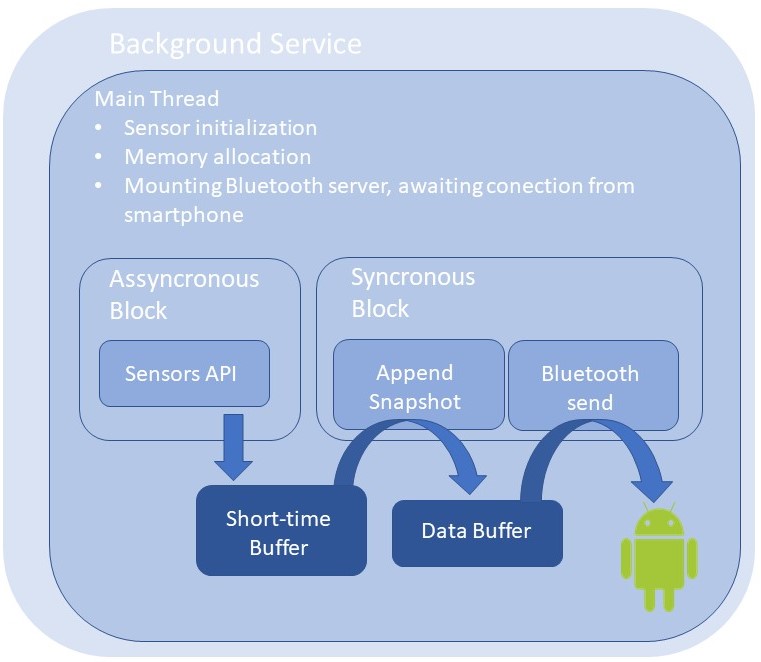 Background Service
Main Thread
• Sensor initialization
• Memory allocation
• Mounting Bluetooth server, awaiting conection from
smartphone
Assyncronous
Block
Syncronous
Block
Sensors API
Append
Snapshot
Bluetooth
send
Short-time
Buffer
Data Buffer